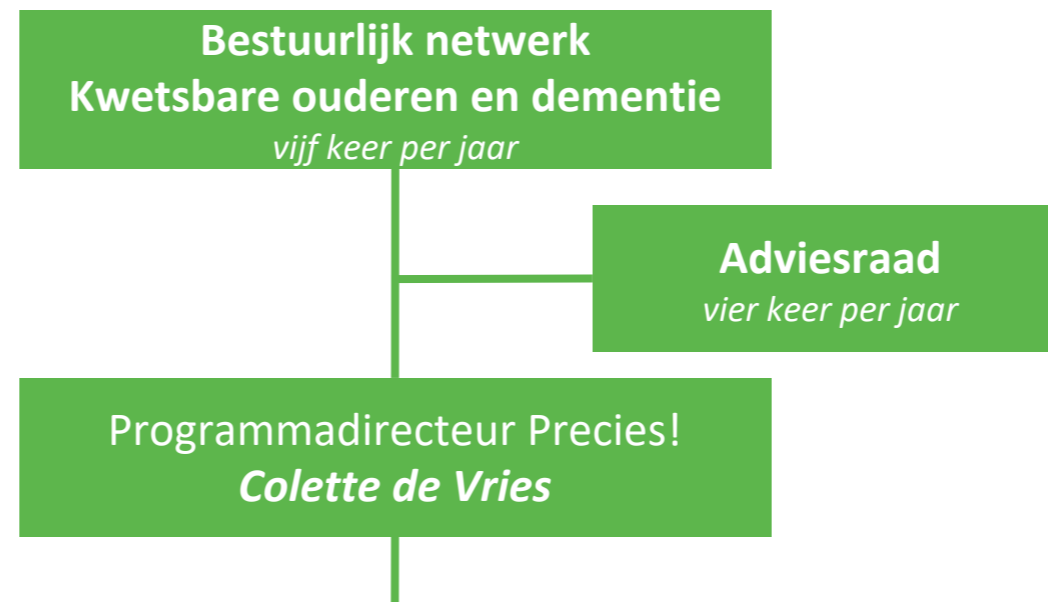 Bestuurlijk netwerk
Kwetsbare ouderen en dementie
vijf keer per jaar
Adviesraad
vier keer per jaar
Programmadirecteur Precies!
Colette de Vries